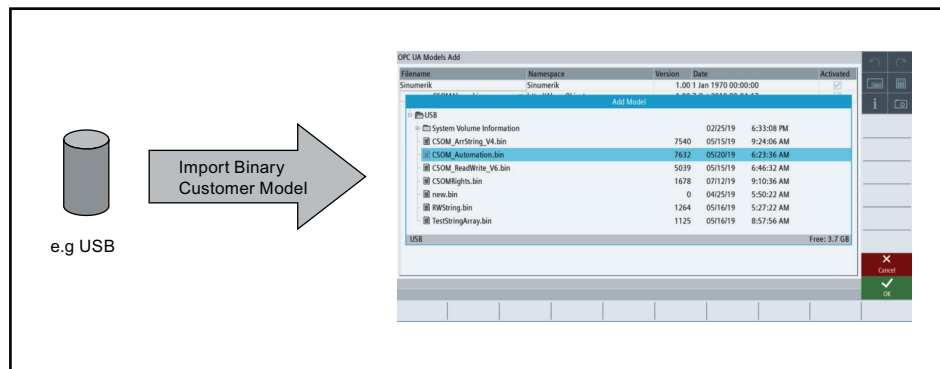 e.g USB
Import Binary
Customer Model
OPC UA Models Add
Filename Namespace Version Date Activated
Sinumerik Sinumerik 1.00 1 Jan 1970 00:00:00
Add Model
USB
System Volume Information 02/25/19 6:33:08 PM
CSOM_ArrString_V4.bin 7540 05/15/19 9:24:06 AM
CSOM_Automation.bin 7632 05/20/19 6:23:36 AM
CSOM_ReadWrite_V6.bin 5039 05/15/19 6:46:32 AM
CSOMRights.bin 1678 07/12/19 9:10:36 AM
new.bin 0 04/25/19 5:50:22 AM
RWString.bin 1264 05/16/19 5:27:22 AM
TestStringArray.bin 1125 05/16/19 8:57:56 AM
USB Free: 3.7 GB
Cancel
OK